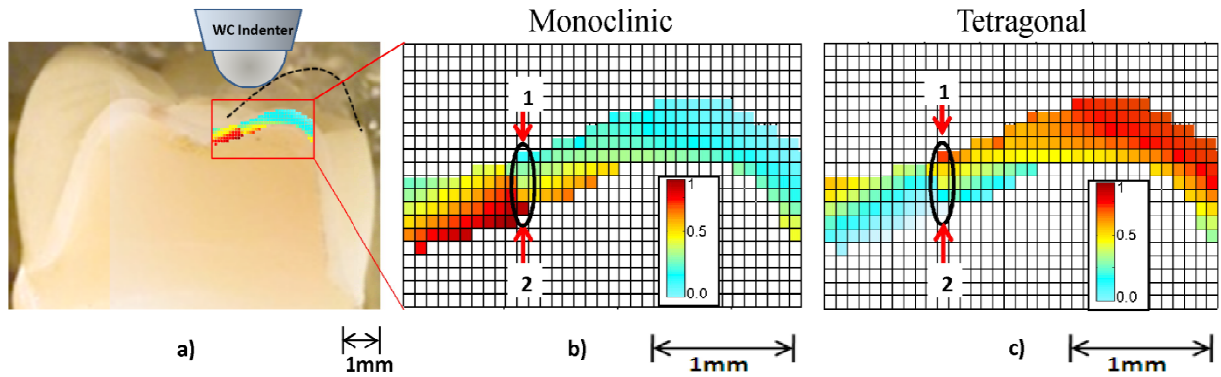 WC Indenter
Monoclinic
Tetragonal
1
2
1
0.5
0.0
1
2
1
0.5
0.0
a)
1mm
b)
1mm
c)
1mm